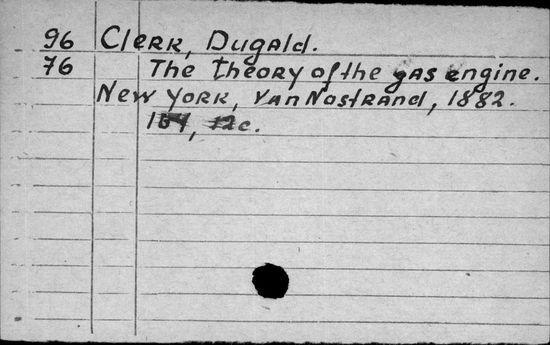 96 Clerk, Dugald.
76 The theory of the gas engine.
New York, Van Nostrand, 1882.
c.